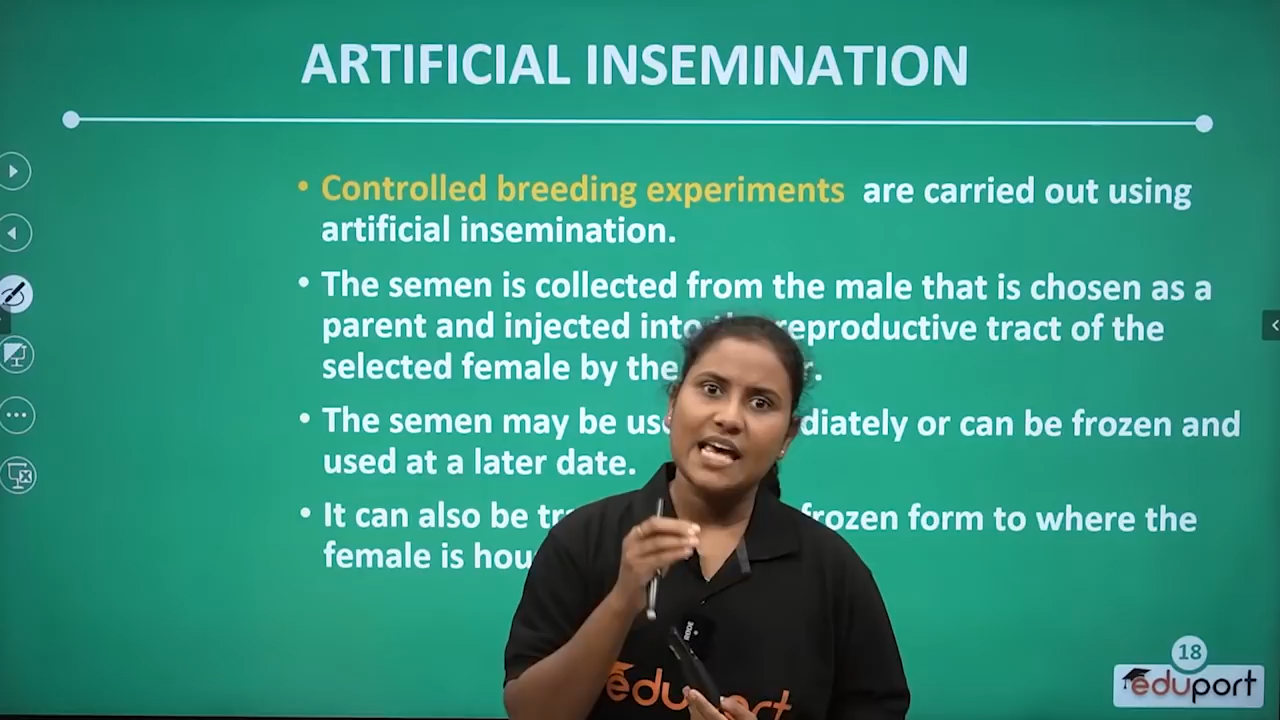 ARTIFICIAL INSEMINATION
• Controlled breeding experiments are carried out using
artificial insemination.
• The semen is collected from the male that is chosen as a
parent and injected into reproductive tract of the
selected female by the
• The semen may be or can be frozen and
used at a later date.
• It can also be frozen form to where the
female is
RODE
eduport
18
eduport